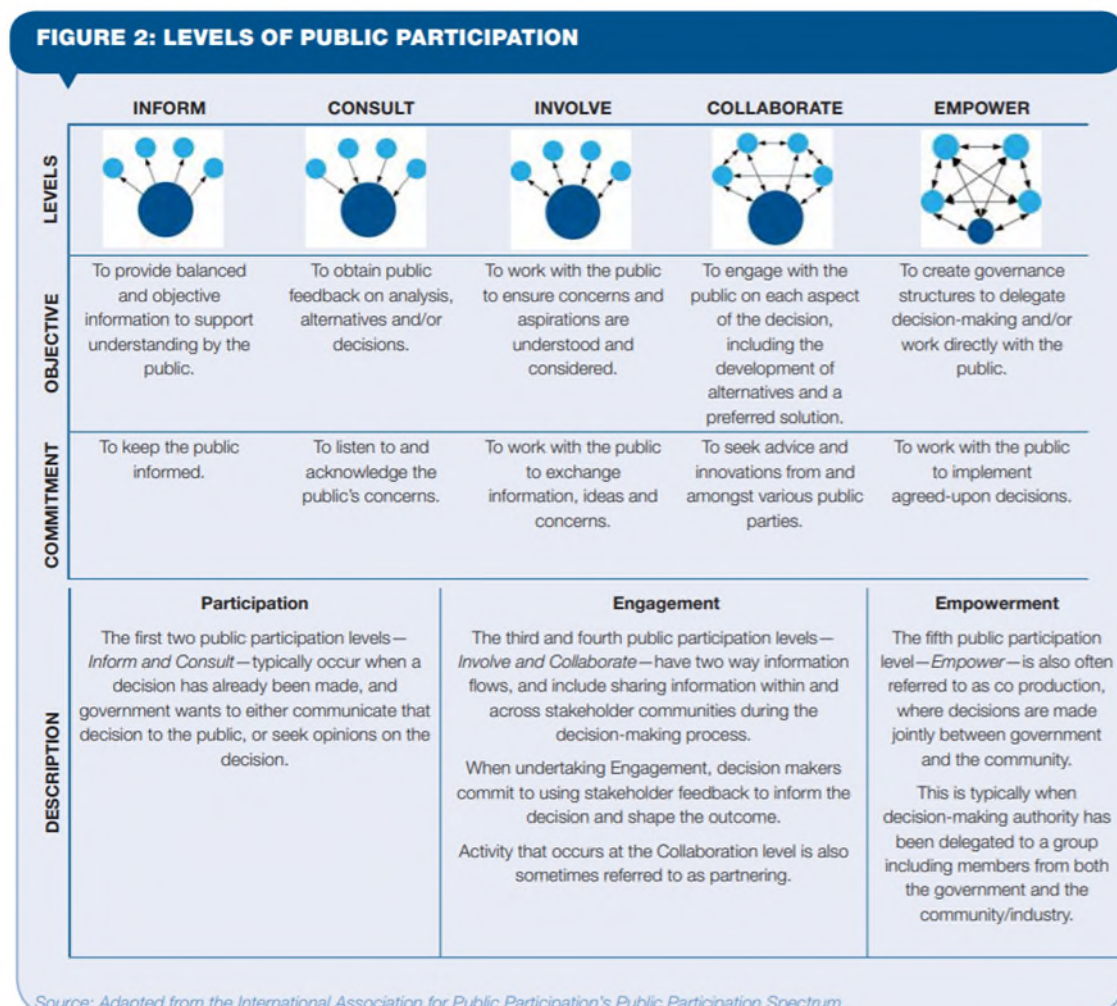 FIGURE 2: LEVELS OF PUBLIC PARTICIPATION
INFORM
CONSULT
INVOLVE
COLLABORATE
EMPOWER
LEVELS
OBJECTIVE
To provide balanced
and objective
information to support
understanding by the
public.
To obtain public
feedback on analysis,
alternatives and/or
decisions.
To work with the public
to ensure concerns and
aspirations are
understood and
considered.
To engage with the
public on each aspect
of the decision,
including the
development of
alternatives and a
preferred solution.
To create governance
structures to delegate
decision-making and/or
work directly with the
public.
COMMITMENT
To keep the public
informed.
To listen to and
acknowledge the
public's concerns.
To work with the public
to exchange
information, ideas and
concerns.
To seek advice and
innovations from and
amongst various public
parties.
To work with the public
to implement
agreed-upon decisions.
DESCRIPTION
Participation
The first two public participation levels—
Inform and Consult—typically occur when a
decision has already been made, and
government wants to either communicate that
decision to the public, or seek opinions on the
decision.
Engagement
The third and fourth public participation levels—
Involve and Collaborate—have two way information
flows, and include sharing information within and
across stakeholder communities during the
decision-making process.
When undertaking Engagement, decision makers
commit to using stakeholder feedback to inform the
decision and shape the outcome.
Activity that occurs at the Collaboration level is also
sometimes referred to as partnering.
Empowerment
The fifth public participation
level—Empower—is also often
referred to as co production,
where decisions are made
jointly between government
and the community.
This is typically when
decision-making authority has
been delegated to a group
including members from both
the government and the
community/industry.
Source: Adapted from the International Association for Public Participation's Public Participation Spectrum